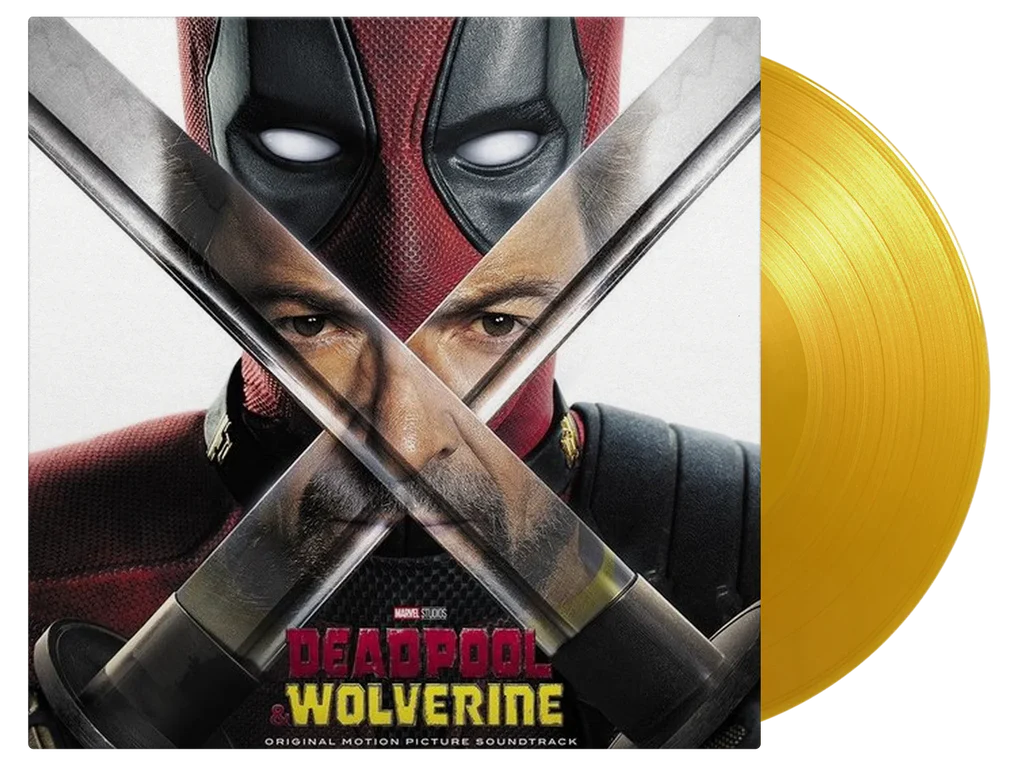 MARVEL STUDIOS
DEADPOOL
& WOLVERINE
ORIGINAL MOTION PICTURE SOUNDTRACK